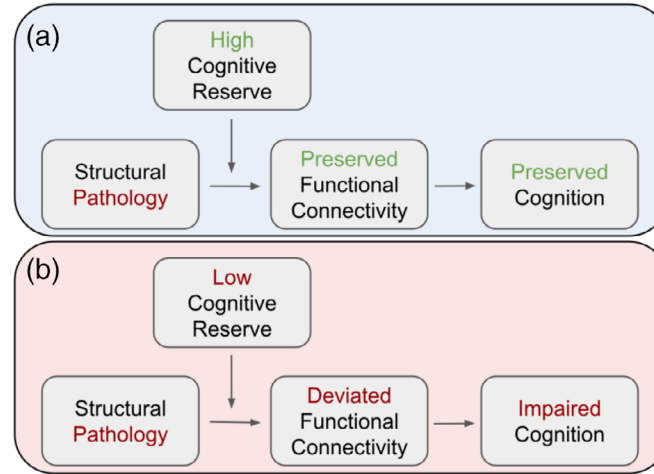 (a)
High
Cognitive
Reserve
Structural
Pathology
Preserved
Functional
Connectivity
Preserved
Cognition
(b)
Low
Cognitive
Reserve
Structural
Pathology
Deviated
Functional
Connectivity
Impaired
Cognition